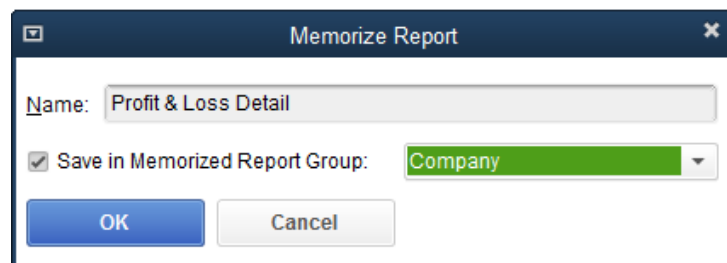 Memorize Report
Name: Profit & Loss Detail
Save in Memorized Report Group: Company
OK Cancel